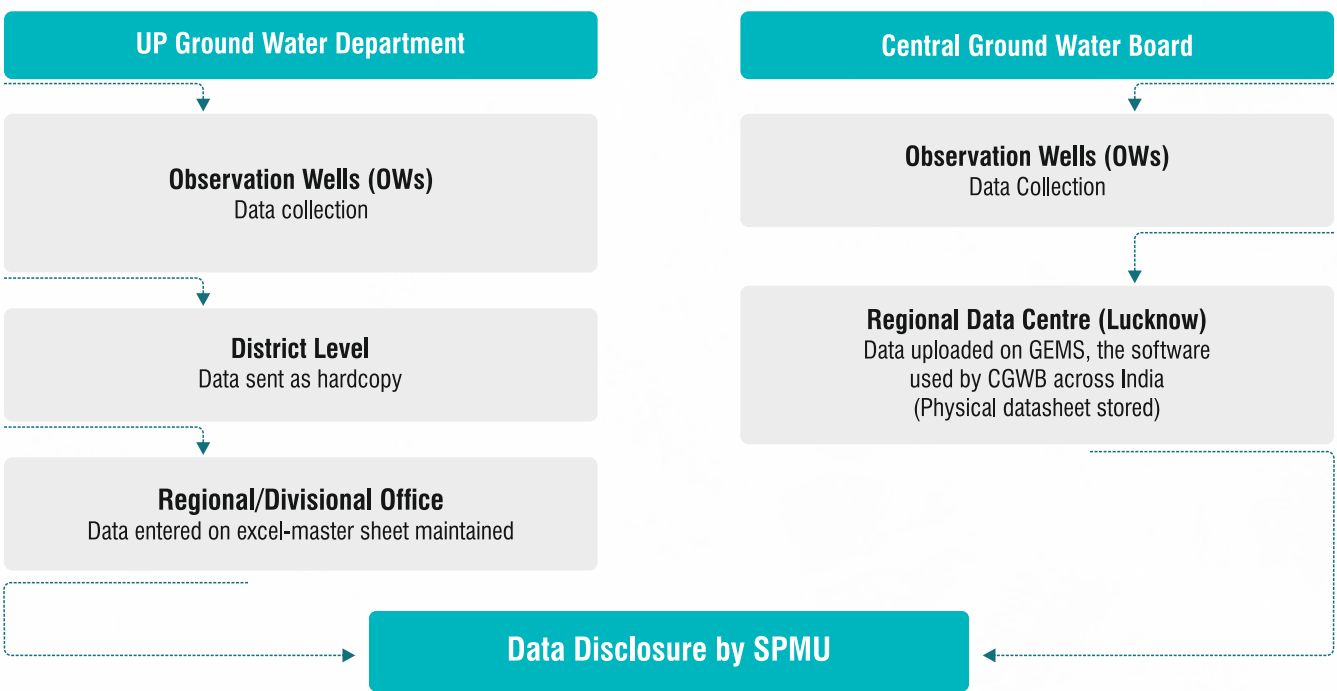 UP Ground Water Department
Observation Wells (OWs)
Data collection
District Level
Data sent as hardcopy
Regional/Divisional Office
Data entered on excel-master sheet maintained
Central Ground Water Board
Observation Wells (OWs)
Data Collection
Regional Data Centre (Lucknow)
Data uploaded on GEMS, the software
used by CGWB across India
(Physical datasheet stored)
Data Disclosure by SPMU